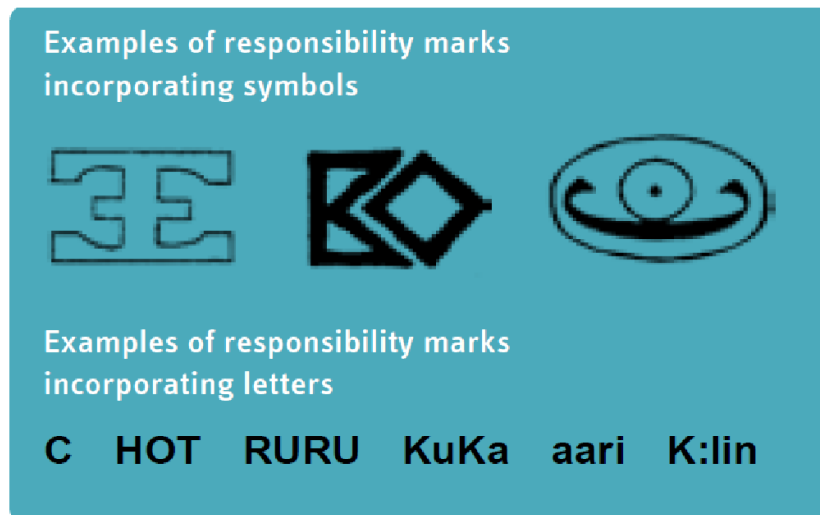 Examples of responsibility marks
incorporating symbols
Examples of responsibility marks
incorporating letters
C HOT RURU KuKa aari K:lin